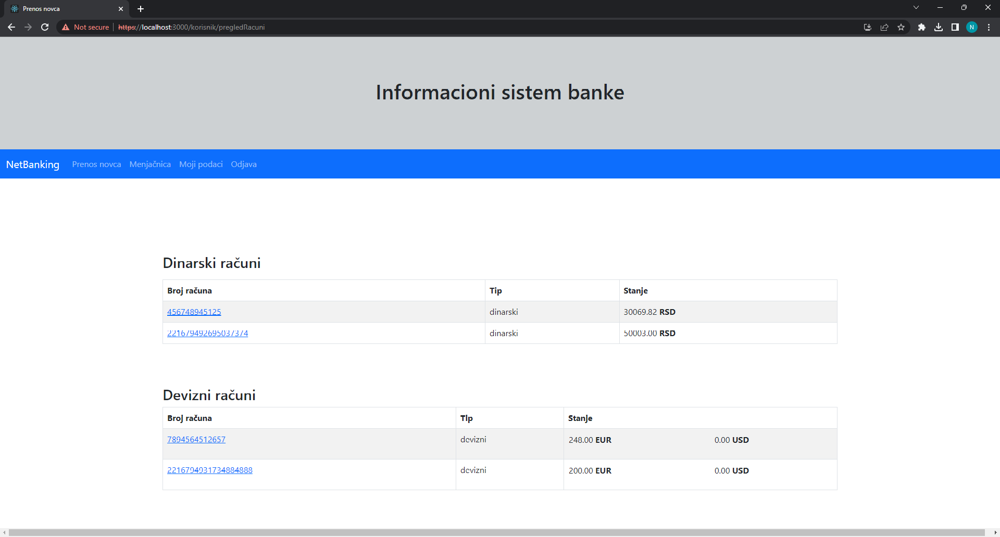 Prenos novca
Not secure https://localhost:3000/korisnik/pregledRacuni
N
Informacioni sistem banke
NetBanking Prenos novca Menjačnica Moji podaci Odjava
Dinarski računi
Broj računa Tip Stanje
456748945125 dinarski 30069.82 RSD
221679492695037374 dinarski 50003.00 RSD
Devizni računi
Broj računa Tip Stanje
7894564512657 devizni 248.00 EUR 0.00 USD
2216794931734884888 devizni 200.00 EUR 0.00 USD